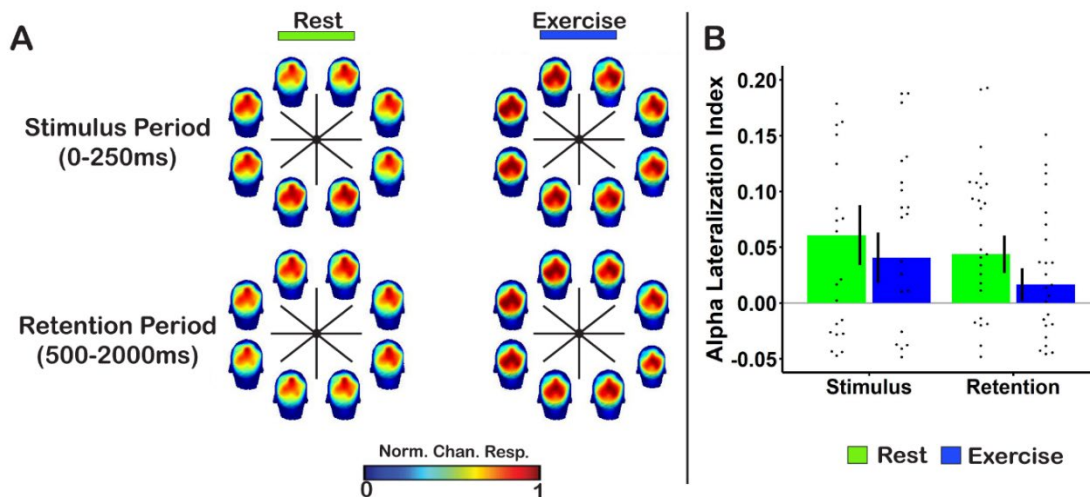 A
Rest
Exercise
Stimulus Period
(0-250ms)
Retention Period
(500-2000ms)
Norm. Chan. Resp.
0
1
B
Alpha Lateralization Index
0.20
0.15
0.10
0.05
0.00
-0.05
Stimulus
Retention
Rest
Exercise